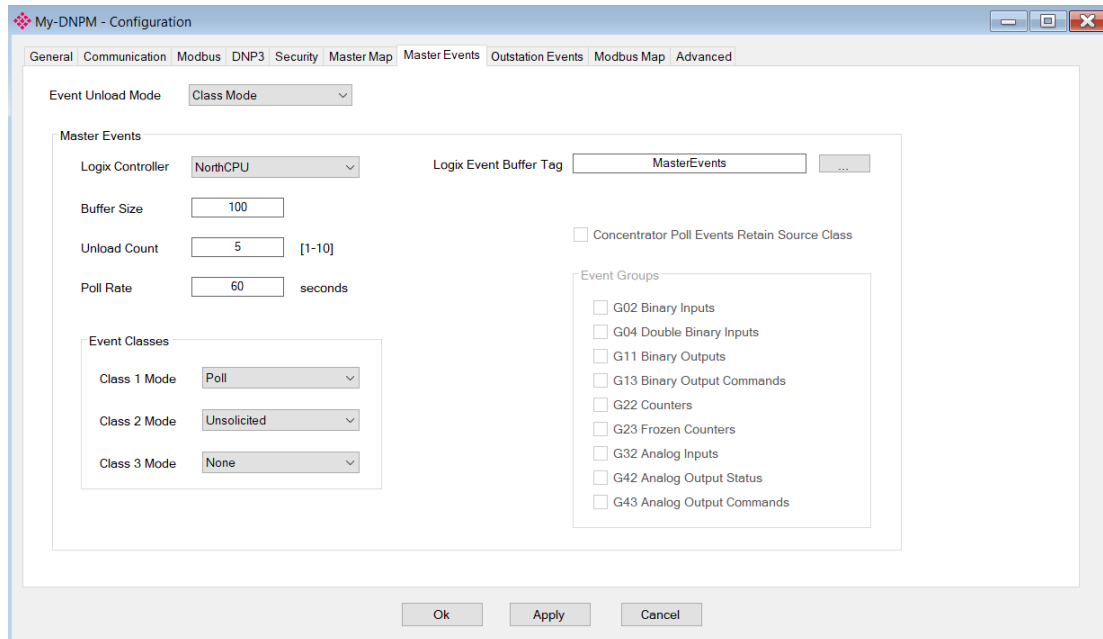 My-DNPM - Configuration
General Communication Modbus DNP3 Security Master Map Master Events Outstation Events Modbus Map Advanced
Event Unload Mode Class Mode
Master Events
Logix Controller NorthCPU Logix Event Buffer Tag MasterEvents ...
Buffer Size 100
Concentrator Poll Events Retain Source Class
Unload Count 5 [1-10]
Event Groups
Poll Rate 60 seconds
G02 Binary Inputs
G04 Double Binary Inputs
Event Classes
G11 Binary Outputs
Class 1 Mode Poll
G13 Binary Output Commands
G22 Counters
Class 2 Mode Unsolicited
G23 Frozen Counters
G32 Analog Inputs
Class 3 Mode None
G42 Analog Output Status
G43 Analog Output Commands
Ok Apply Cancel